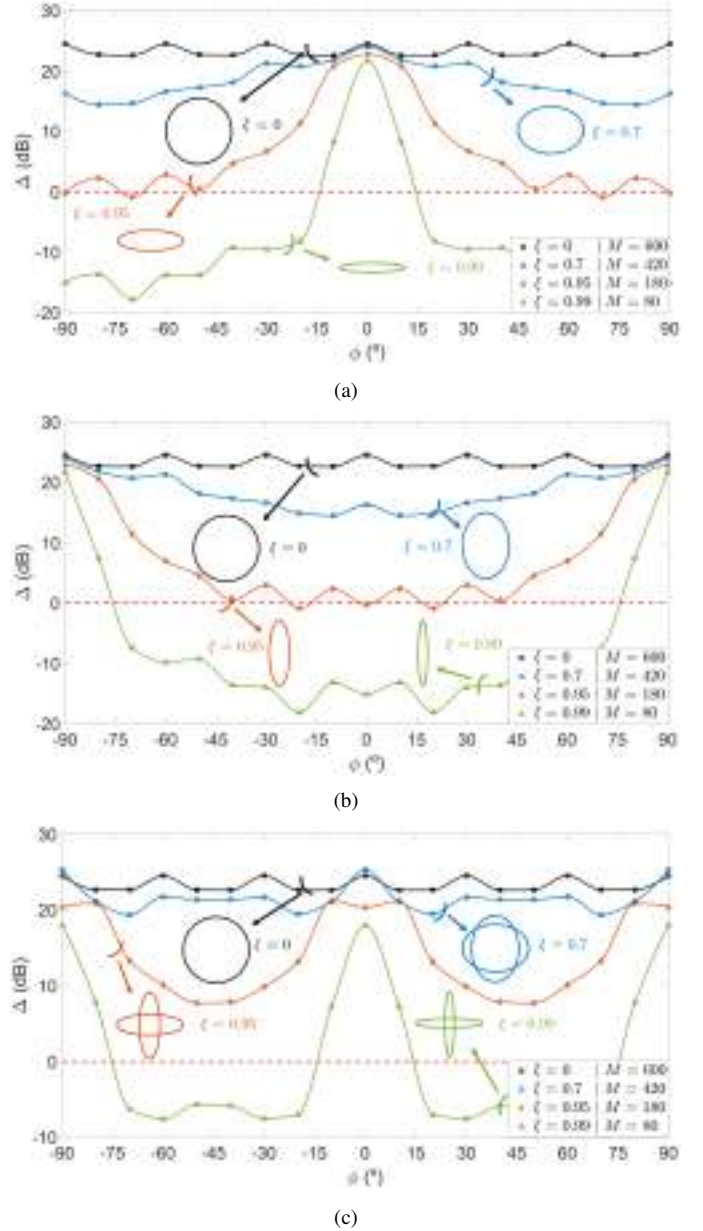 30
20
10
0
-10
-20
Δ (dB)
ξ = 0
ξ = 0.7
ξ = 0.95
ξ = 0.99
ξ = 0 | M = 600
ξ = 0.7 | M = 420
ξ = 0.95 | M = 180
ξ = 0.99 | M = 80
-90 -75 -60 -45 -30 -15 0 15 30 45 60 75 90
ϕ (º)
(a)
30
20
10
0
-10
-20
Δ (dB)
ξ = 0
ξ = 0.7
ξ = 0.95
ξ = 0.99
ξ = 0 | M = 600
ξ = 0.7 | M = 420
ξ = 0.95 | M = 180
ξ = 0.99 | M = 80
-90 -75 -60 -45 -30 -15 0 15 30 45 60 75 90
ϕ (º)
(b)
30
20
10
0
-10
Δ (dB)
ξ = 0
ξ = 0.7
ξ = 0.95
ξ = 0.99
ξ = 0 | M = 600
ξ = 0.7 | M = 420
ξ = 0.95 | M = 180
ξ = 0.99 | M = 80
-90 -75 -60 -45 -30 -15 0 15 30 45 60 75 90
ϕ (º)
(c)